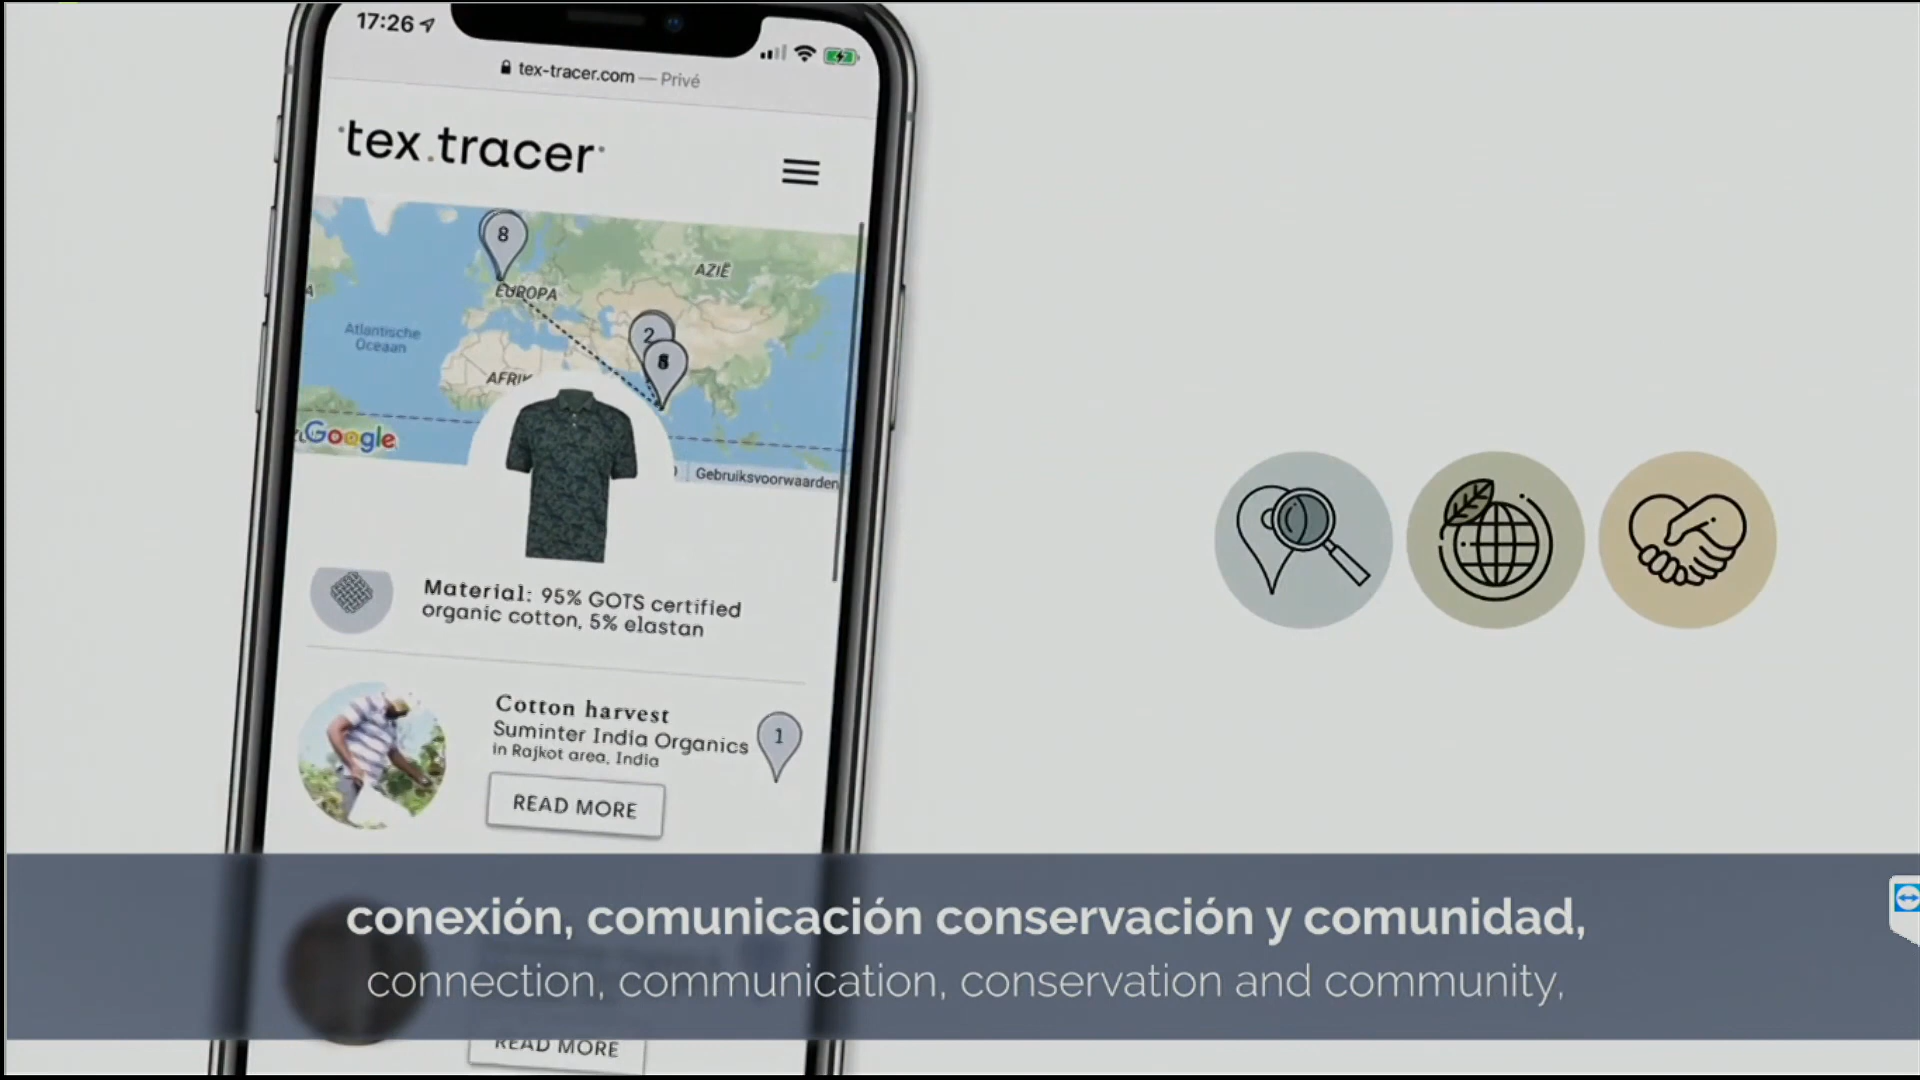 17:26
tex-tracer.com — Privé
tex.tracer
8
AZIË
EUROPA
2
Atlantische
Oceaan
AFRIK
Google
Gebruiksvoorwaarden
Material: 95% GOTS certified
organic cotton, 5% elastan
Cotton harvest
Suminter India Organics
in Rajkot area, India
1
READ MORE
conexión, comunicación conservación y comunidad,
connection, communication, conservation and community,
READ MORE